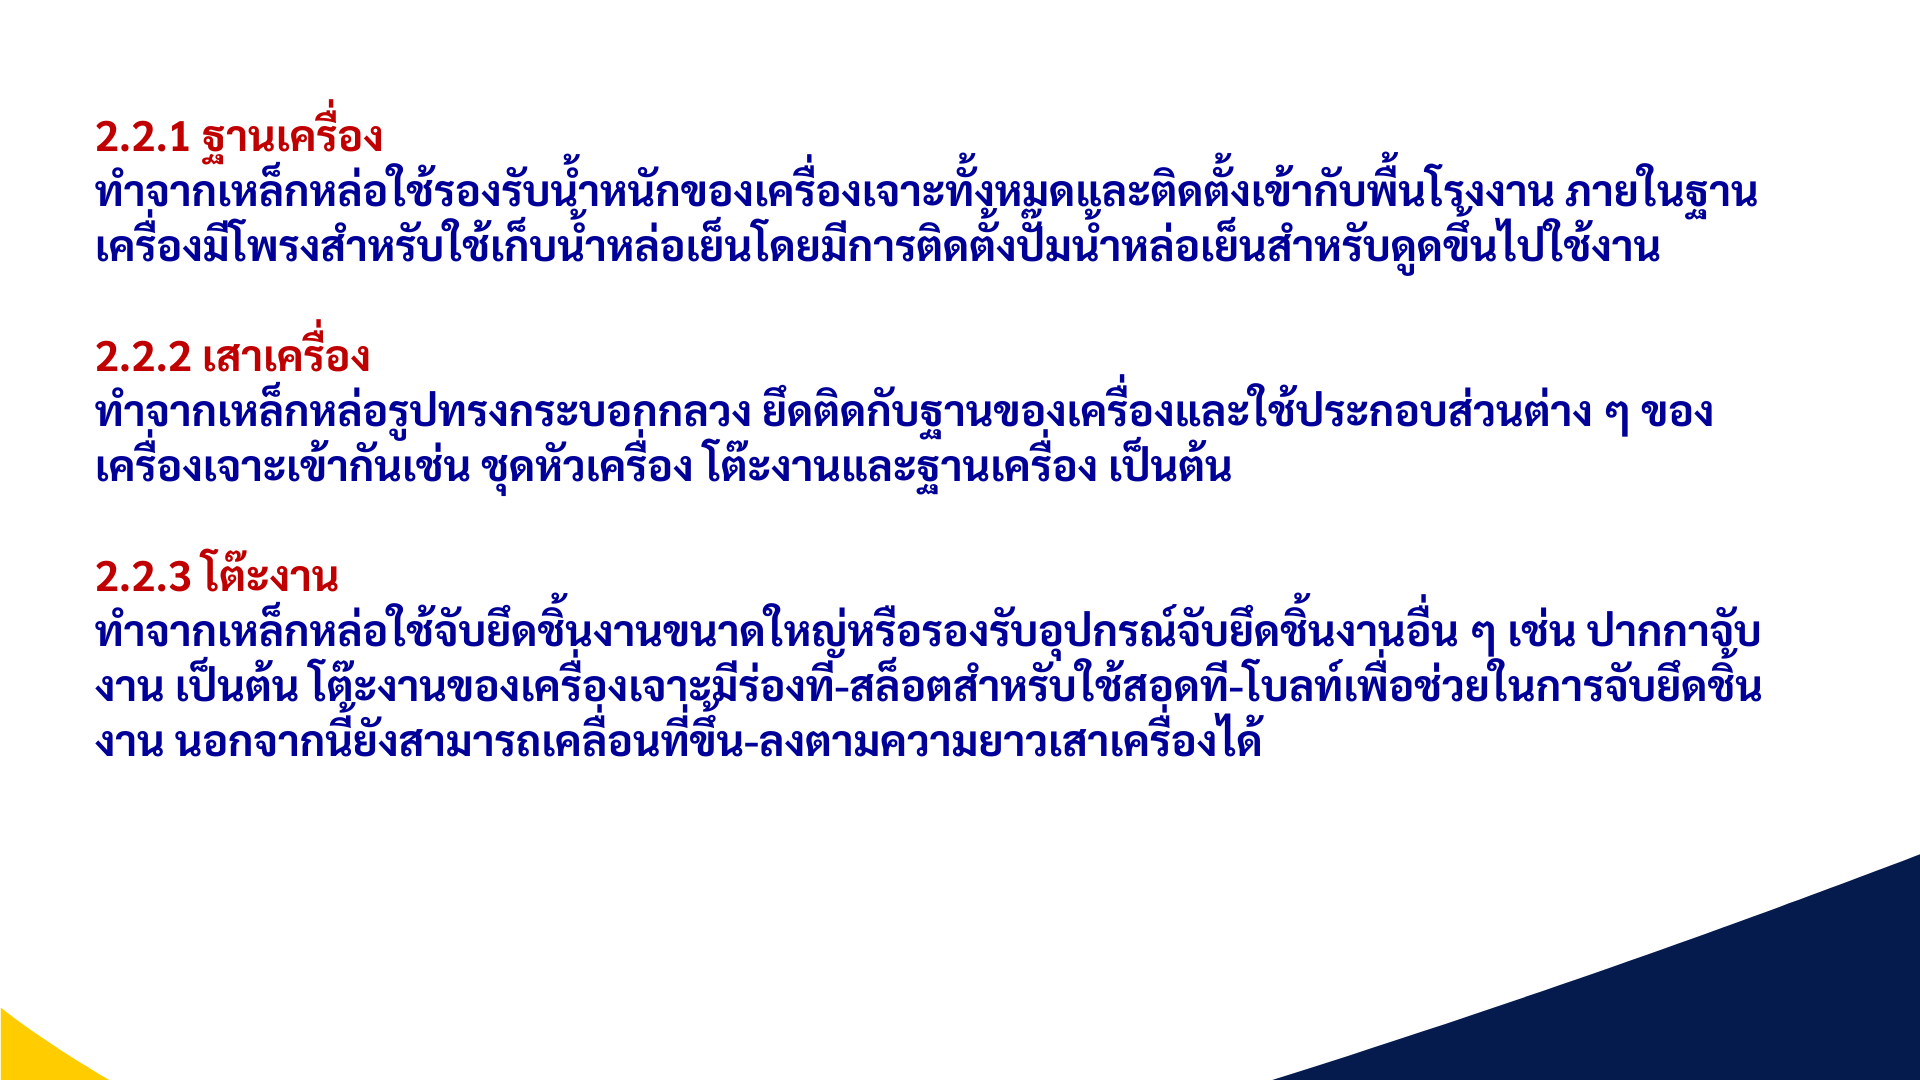 2.2.1 ฐานเครื่อง
ทำจากเหล็กหล่อใช้รองรับน้ำหนักของเครื่องเจาะทั้งหมดและติดตั้งเข้ากับพื้นโรงงาน ภายในฐาน
เครื่องมีโพรงสำหรับใช้เก็บน้ำหล่อเย็นโดยมีการติดตั้งปั๊มน้ำหล่อเย็นสำหรับดูดขึ้นไปใช้งาน
2.2.2 เสาเครื่อง
ทำจากเหล็กหล่อรูปทรงกระบอกกลวง ยึดติดกับฐานของเครื่องและใช้ประกอบส่วนต่าง ๆ ของ
เครื่องเจาะเข้ากันเช่น ชุดหัวเครื่อง โต๊ะงานและฐานเครื่อง เป็นต้น
2.2.3 โต๊ะงาน
ทำจากเหล็กหล่อใช้จับยึดชิ้นงานขนาดใหญ่หรือรองรับอุปกรณ์จับยึดชิ้นงานอื่น ๆ เช่น ปากกาจับ
งาน เป็นต้น โต๊ะงานของเครื่องเจาะมีร่องที-สล็อตสำหรับใช้สอดที-โบลท์เพื่อช่วยในการจับยึดชิ้น
งาน นอกจากนี้ยังสามารถเคลื่อนที่ขึ้น-ลงตามความยาวเสาเครื่องได้